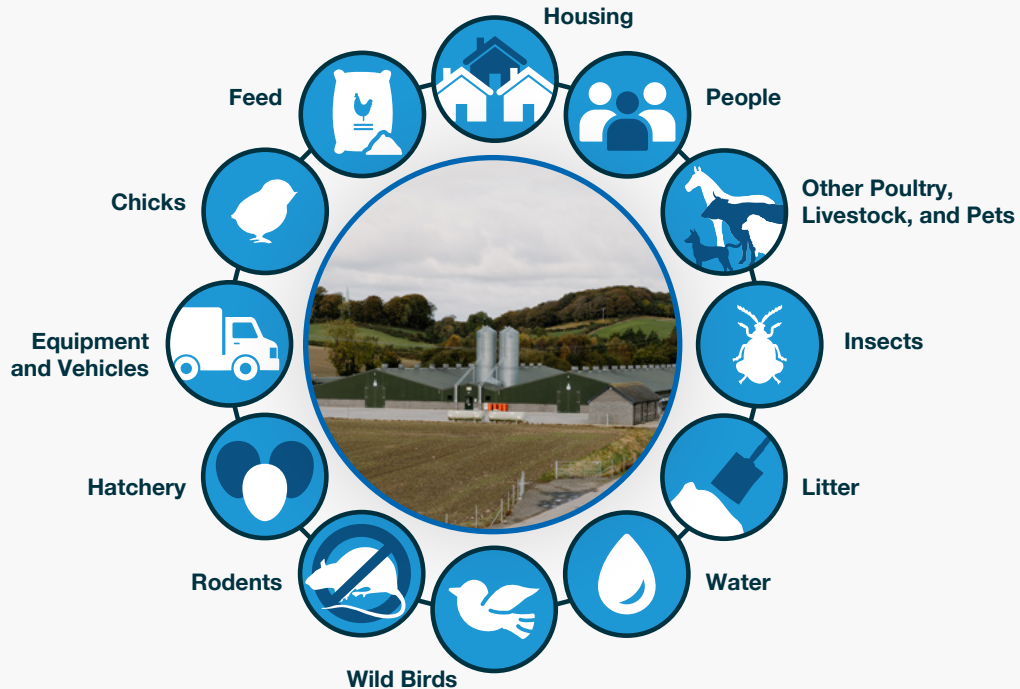 Housing
People
Other Poultry,
Livestock, and Pets
Insects
Litter
Water
Wild Birds
Rodents
Hatchery
Equipment
and Vehicles
Chicks
Feed